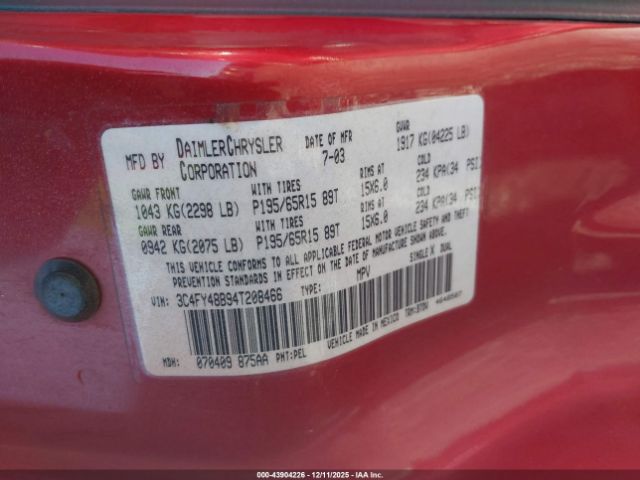 MFD BY DAIMLERCHRYSLER CORPORATION DATE OF MFR 7-03 GVWR 1917 KG(04225 LB)
GAWR FRONT WITH TIRES RIMS AT COLD
1043 KG(2298 LB) P195/65R15 89T 15X6.0 234 KPA(34 PSI)
GAWR REAR WITH TIRES RIMS AT COLD
0942 KG(2075 LB) P195/65R15 89T 15X6.0 234 KPA(34 PSI
THIS VEHICLE CONFORMS TO ALL APPLICABLE FEDERAL MOTOR VEHICLE SAFETY AND THEFT
PREVENTION STANDARDS IN EFFECT ON THE DATE OF MANUFACTURE SHOWN ABOVE.
VIN: 3C4FY48B94T208466 TYPE: MPV SINGLE X DUAL
MDH: 070409 875AA PNT:PEL VEHICLE MADE IN MEXICO
00-43904226 - 12/11/2025 - IAA Inc.